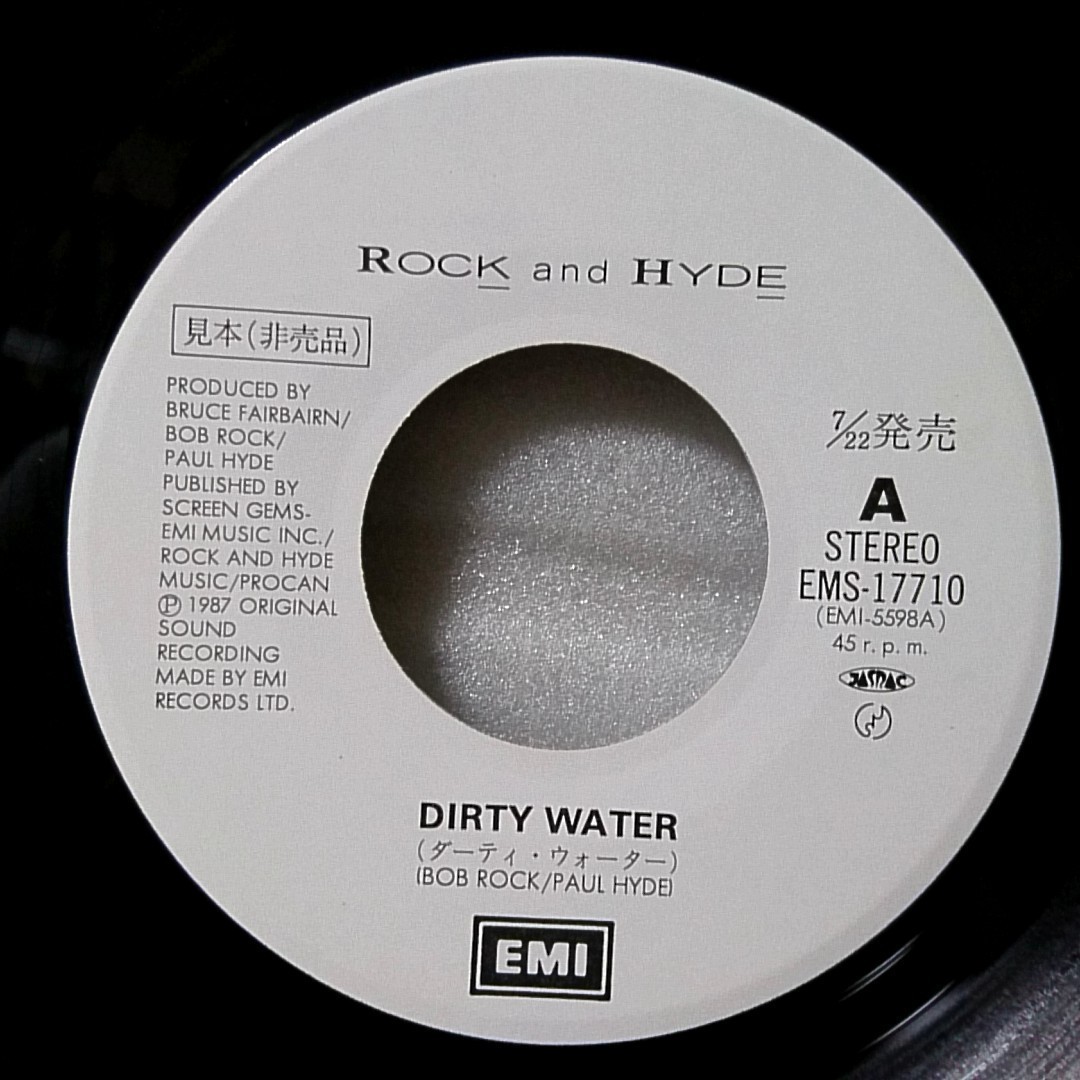 ROCK and HYDE
見本(非売品)
PRODUCED BY
BRUCE FAIRBAIRN/
BOB ROCK/
PAUL HYDE
PUBLISHED BY
SCREEN GEMS-
EMI MUSIC INC./
ROCK AND HYDE
MUSIC/PROCAN
Ⓟ 1987 ORIGINAL
SOUND
RECORDING
MADE BY EMI
RECORDS LTD.
7/22発売
A
STEREO
EMS-17710
(EMI-5598A)
45 r.p.m.
JASRAC
DIRTY WATER
(ダーティ・ウォーター)
(BOB ROCK/PAUL HYDE)
EMI